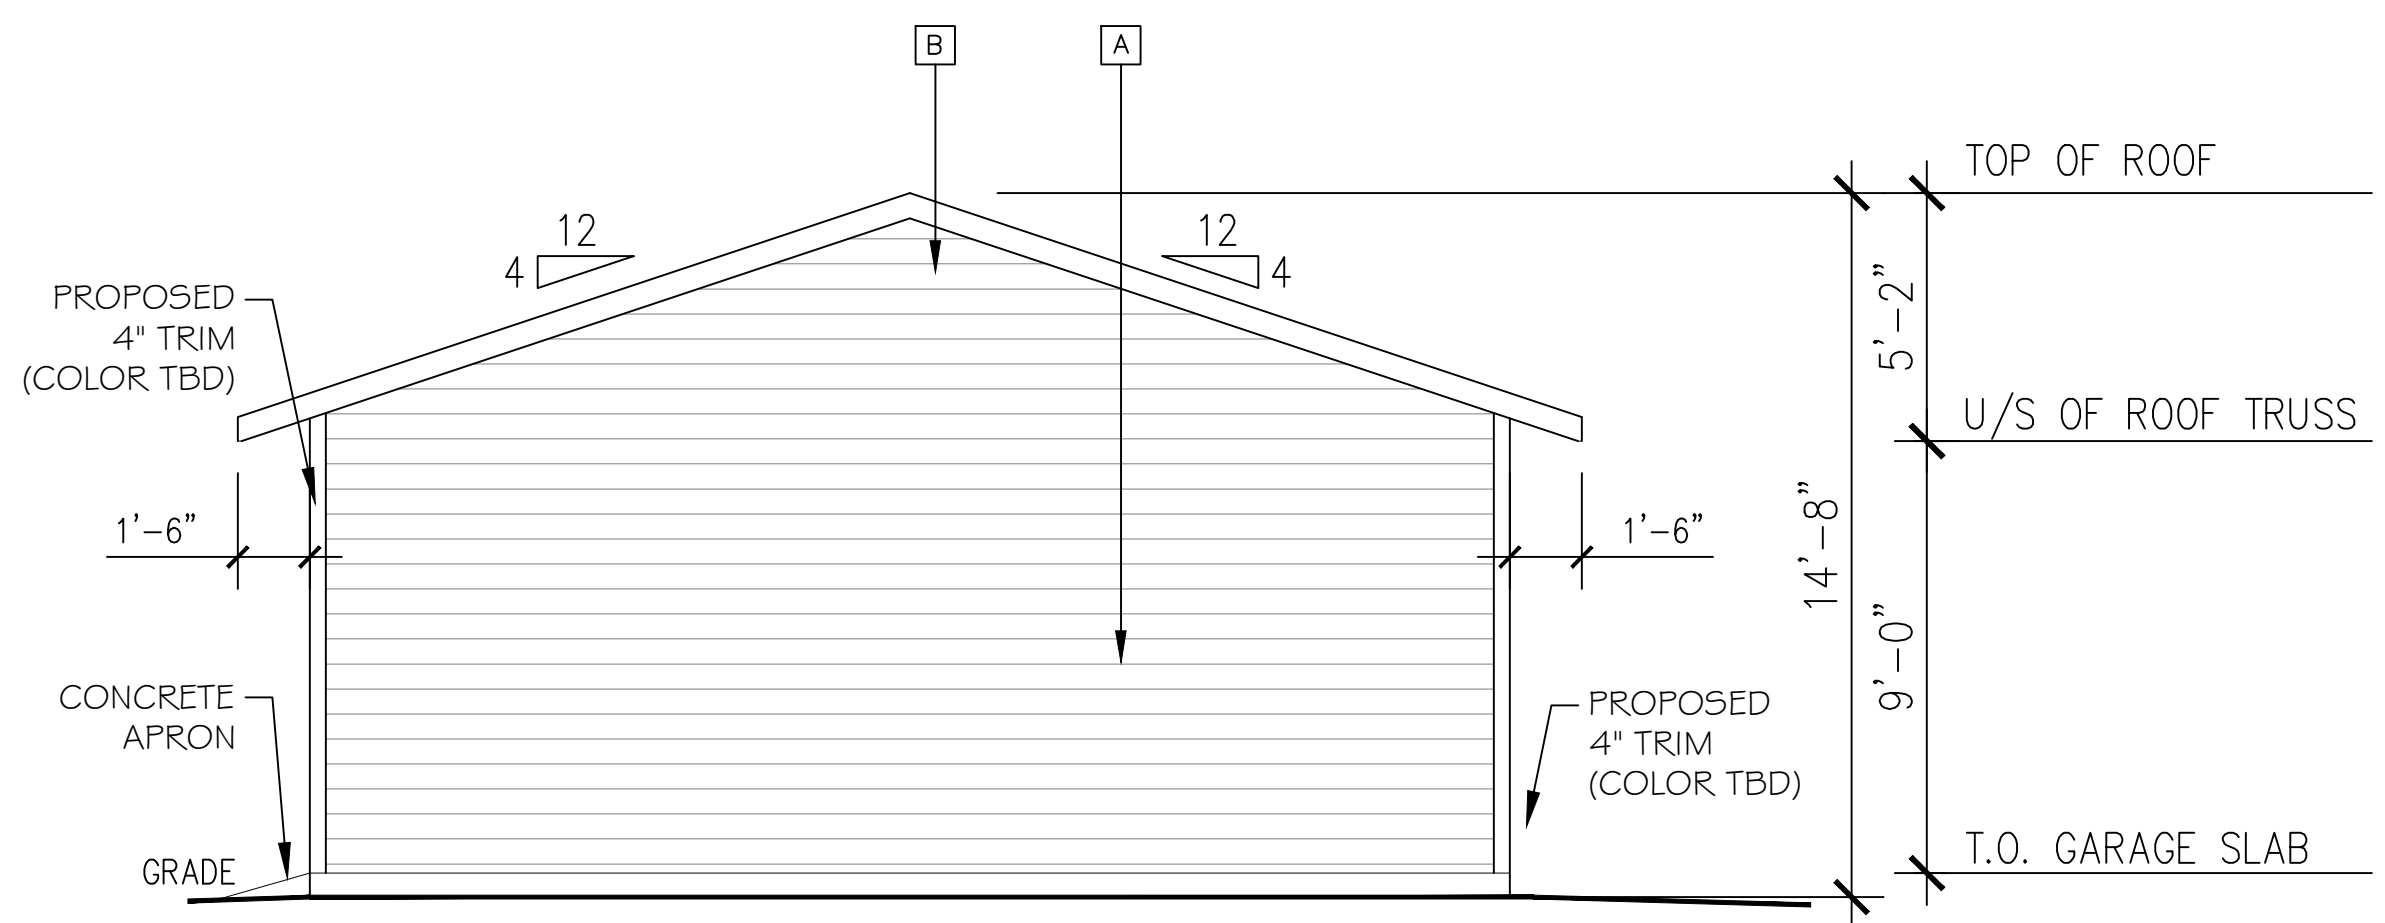 B
A
TOP OF ROOF
12
4
12
4
PROPOSED
4" TRIM
(COLOR TBD)
5'-2"
U/S OF ROOF TRUSS
1'-6"
1'-6"
14'-8"
9'-0"
CONCRETE
APRON
PROPOSED
4" TRIM
(COLOR TBD)
GRADE
T.O. GARAGE SLAB